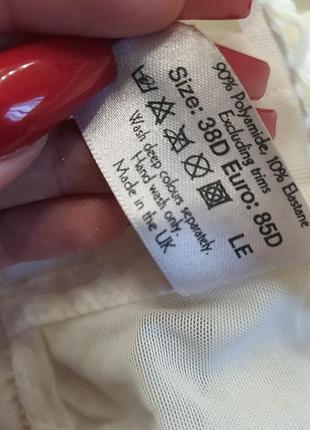 90% Polyamide, 10% Elastane
Excluding trims
Size: 38D Euro: 85D
LE
Wash deep colours separately.
Hand wash only.
Made in the UK